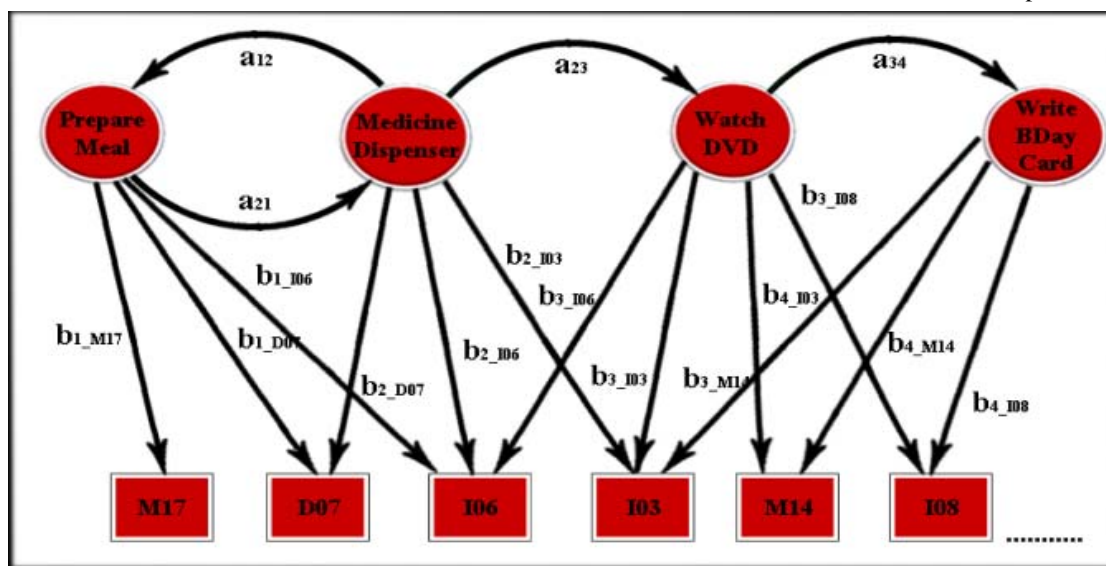 a12
a23
a34
Prepare
Meal
Medicine
Dispenser
Watch
DVD
Write
BDay
Card
a21
b3_I08
b1_I06
b2_I03
b3_I06
b4_I03
b1_M17
b1_D07
b2_I06
b4_M14
b2_D07
b3_I03
b3_M14
b4_I08
M17
D07
I06
I03
M14
I08
...........